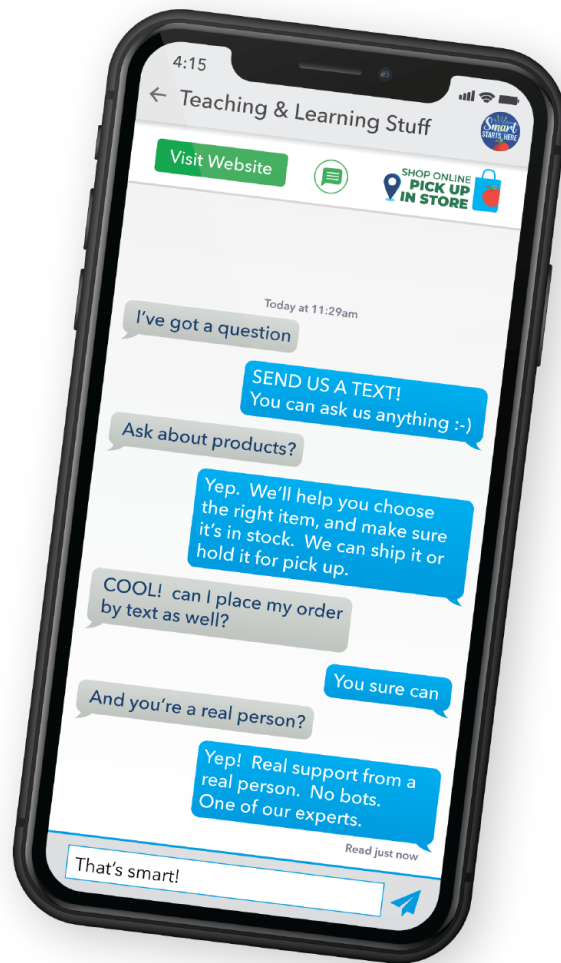 4:15
Teaching & Learning Stuff
Smart
STARTS HERE
Visit Website
SHOP ONLINE
PICK UP
IN STORE
Today at 11:29am
I've got a question
SEND US A TEXT!
You can ask us anything :-)
Ask about products?
Yep.  We'll help you choose
the right item, and make sure
it's in stock.  We can ship it or
hold it for pick up.
COOL!  can I place my order
by text as well?
You sure can
And you're a real person?
Yep!  Real support from a
real person.  No bots.
One of our experts.
Read just now
That's smart!